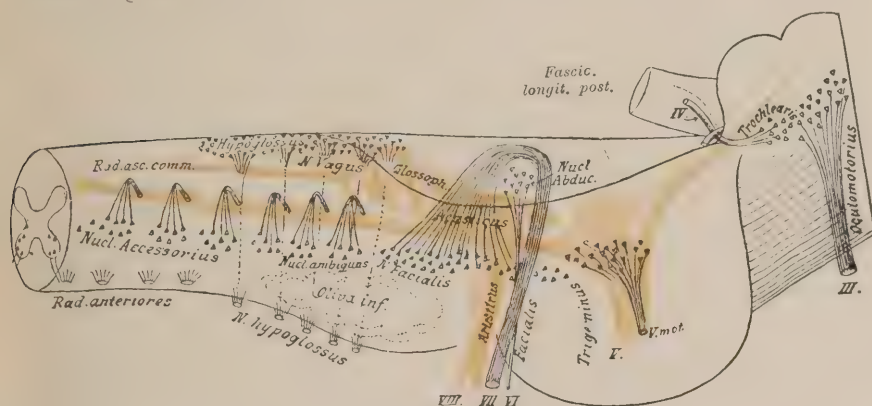 Fascic.
longit. post.
IV
Trochlearis
Oculomotorius
III.
Hypoglossus
N. Vagus
Glossoph.
Nucl
Abduc.
Rad. asc. comm.
Acusticus
Nucl. Accessorius
Nucl. ambiguus
N. Facialis
Oliva inf.
Rad. anteriores
N. hypoglossus
Facialis
Trigeminus
V.
V. mot.
VIII. VII VI